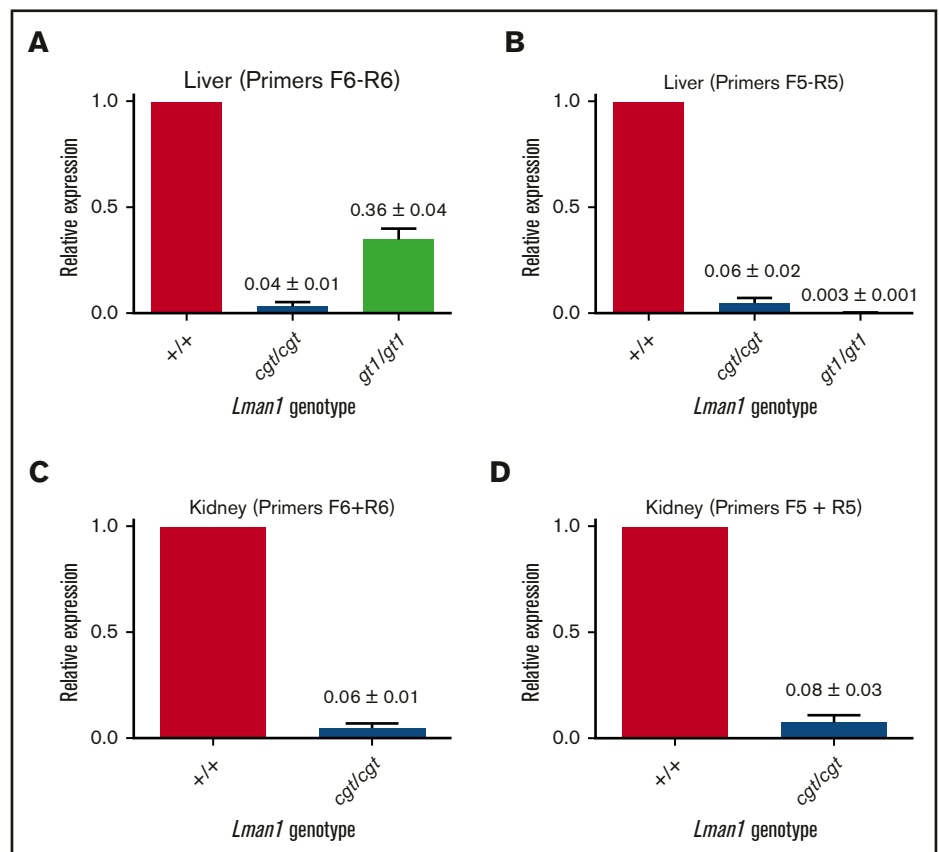 A
Liver (Primers F6-R6)
Relative expression
1.0
0.5
0.0
0.04 ± 0.01
0.36 ± 0.04
+/+
cgt/cgt
gt1/gt1
Lman1 genotype
B
Liver (Primers F5-R5)
Relative expression
1.0
0.5
0.0
0.06 ± 0.02
0.003 ± 0.001
+/+
cgt/cgt
gt1/gt1
Lman1 genotype
C
Kidney (Primers F6+R6)
Relative expression
1.0
0.5
0.0
0.06 ± 0.01
+/+
cgt/cgt
Lman1 genotype
D
Kidney (Primers F5 + R5)
Relative expression
1.0
0.5
0.0
0.08 ± 0.03
+/+
cgt/cgt
Lman1 genotype